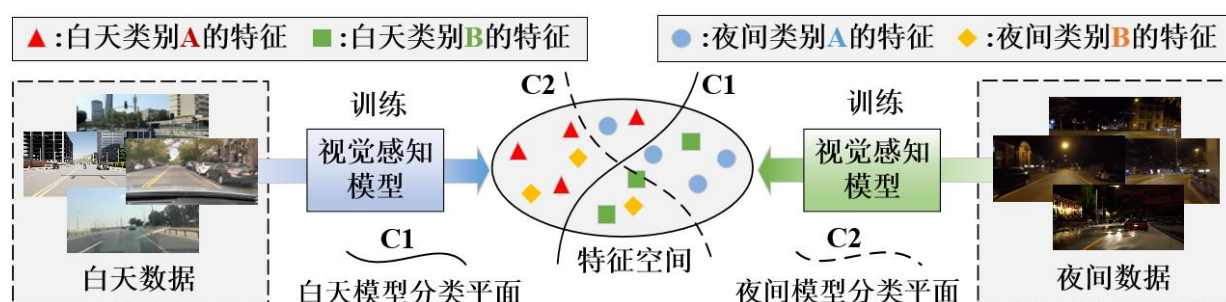 :白天类别A的特征 :白天类别B的特征 :夜间类别A的特征 :夜间类别B的特征
C2 C1
训练 训练
视觉感知 视觉感知
模型 模型
C1 特征空间 C2
白天数据 白天模型分类平面 夜间模型分类平面 夜间数据